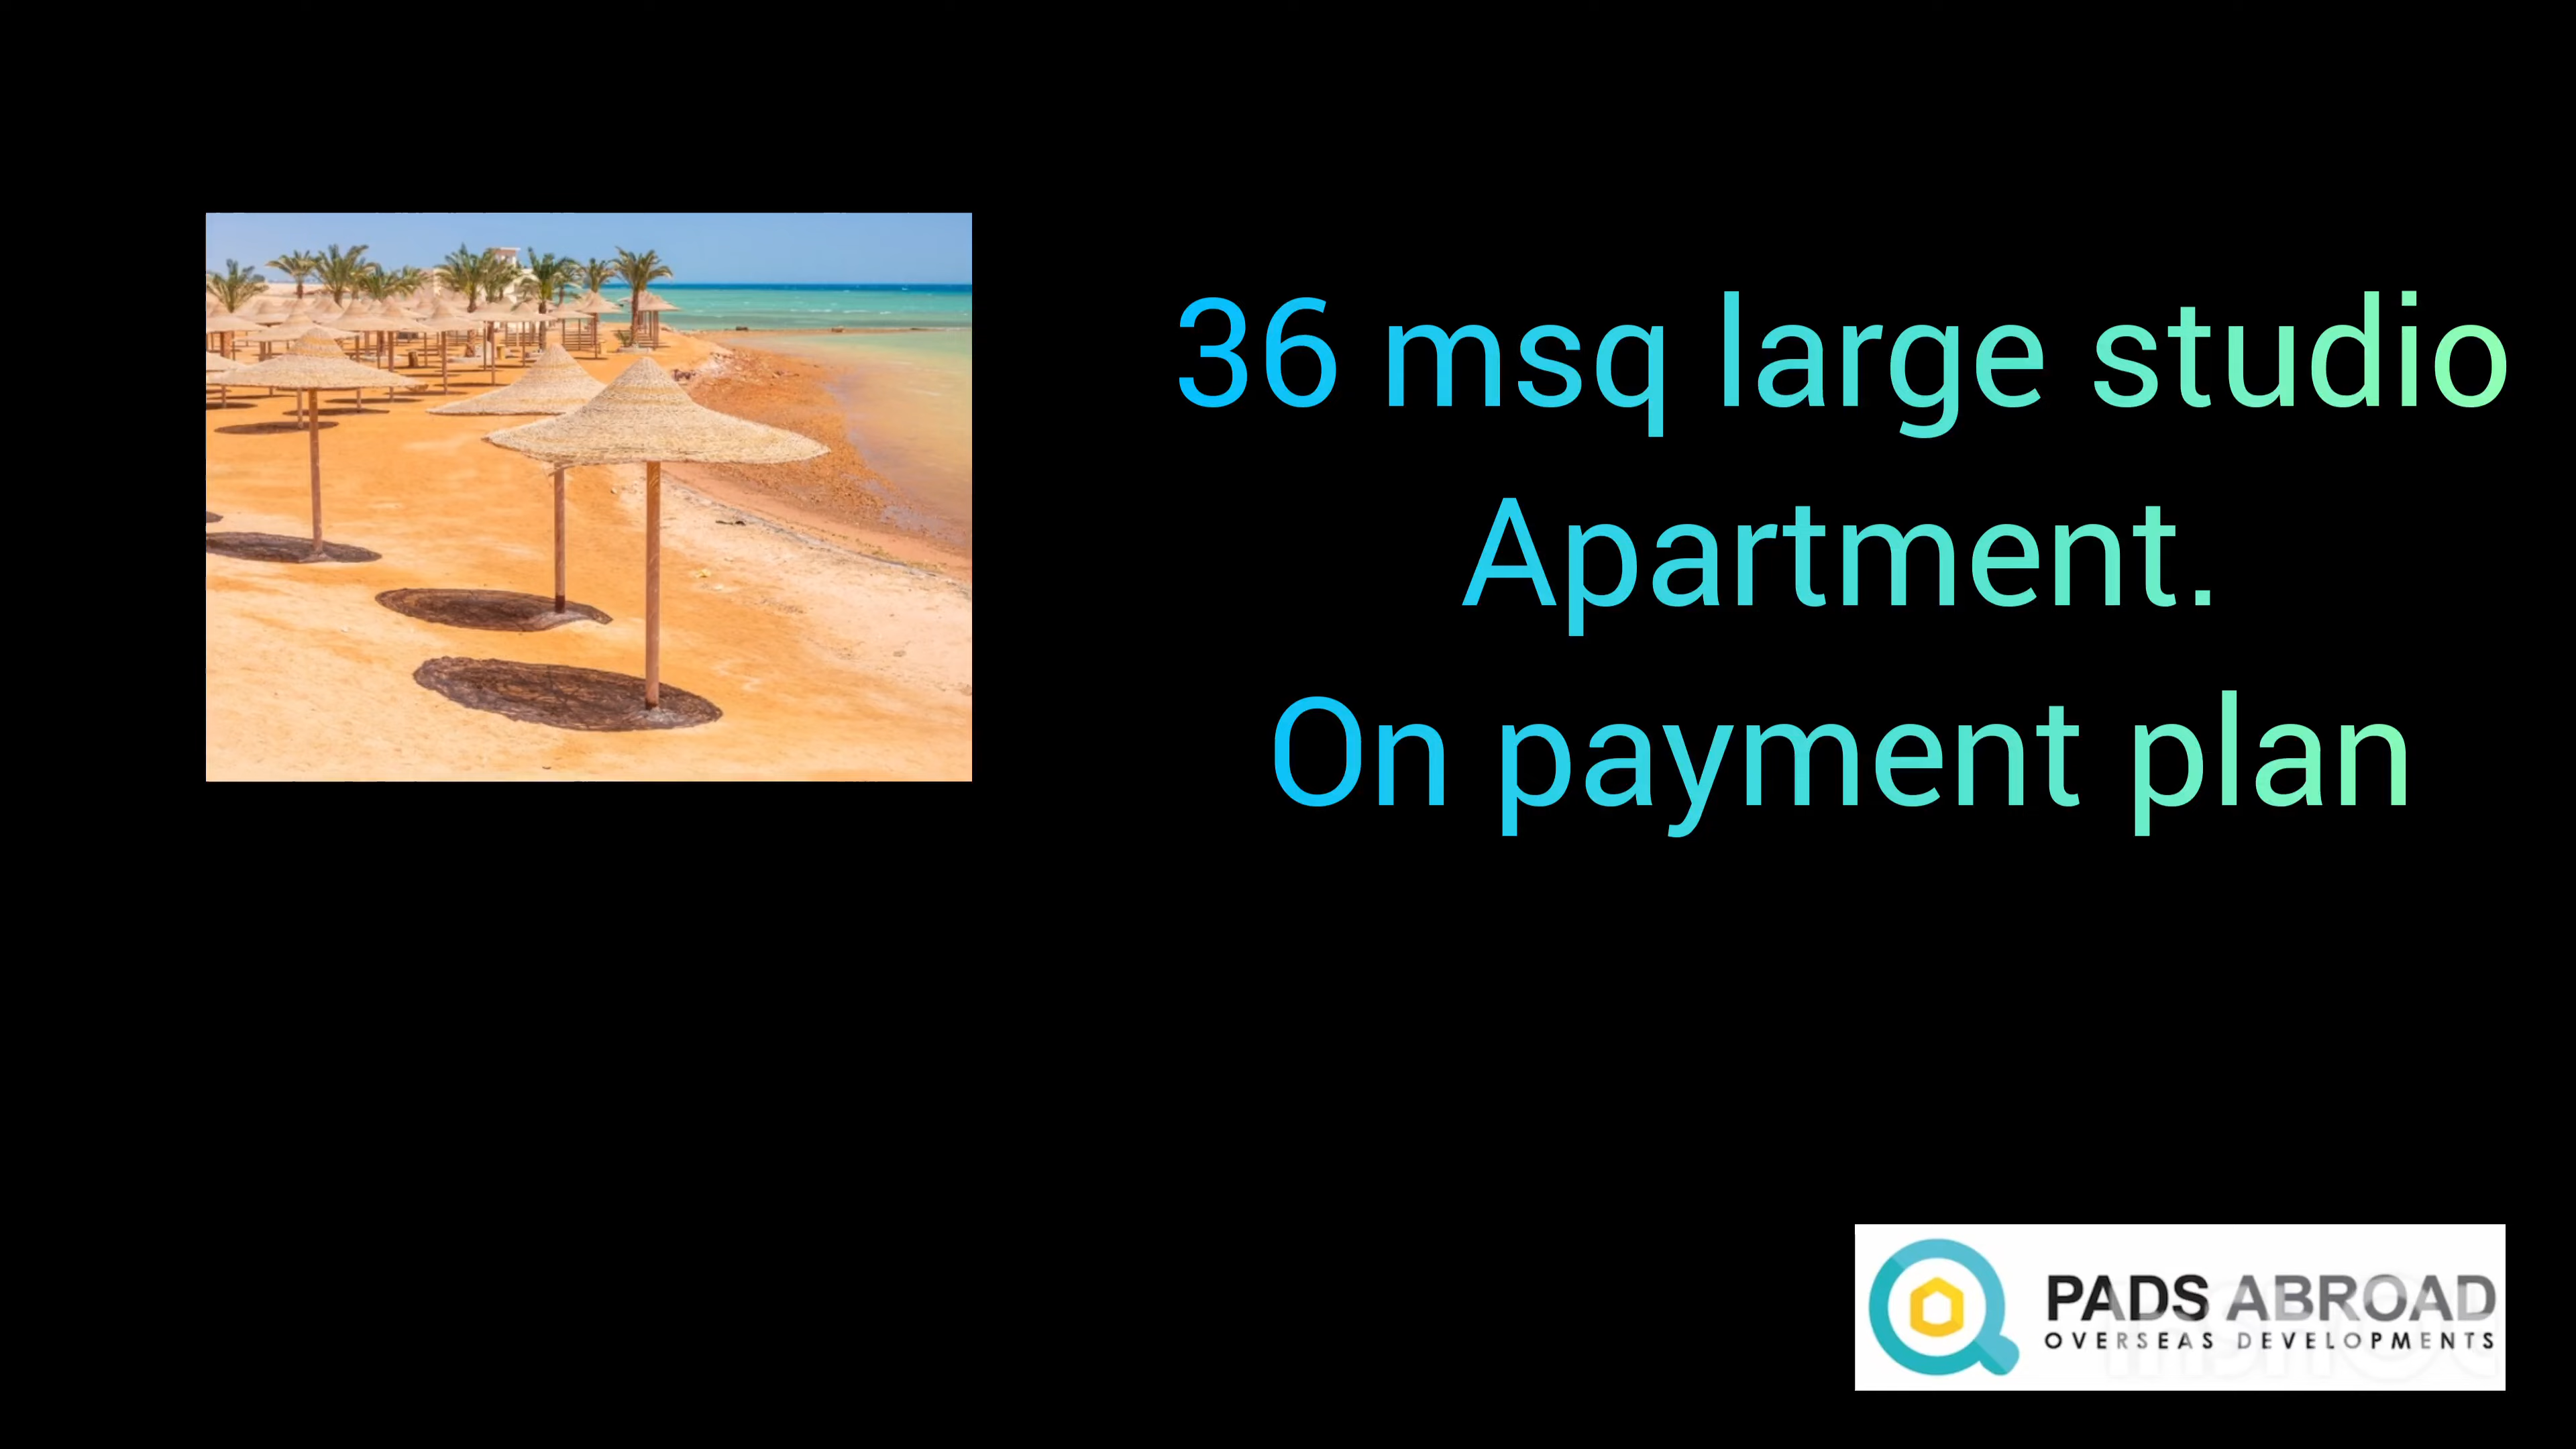 36 msq large studio
Apartment.
On payment plan
PADS ABROAD
OVERSEAS DEVELOPMENTS